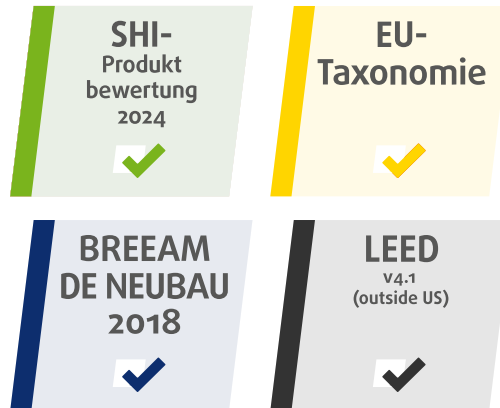 SHI-
Produkt
bewertung
2024
EU-
Taxonomie
BREEAM
DE NEUBAU
2018
LEED
v4.1
(outside US)